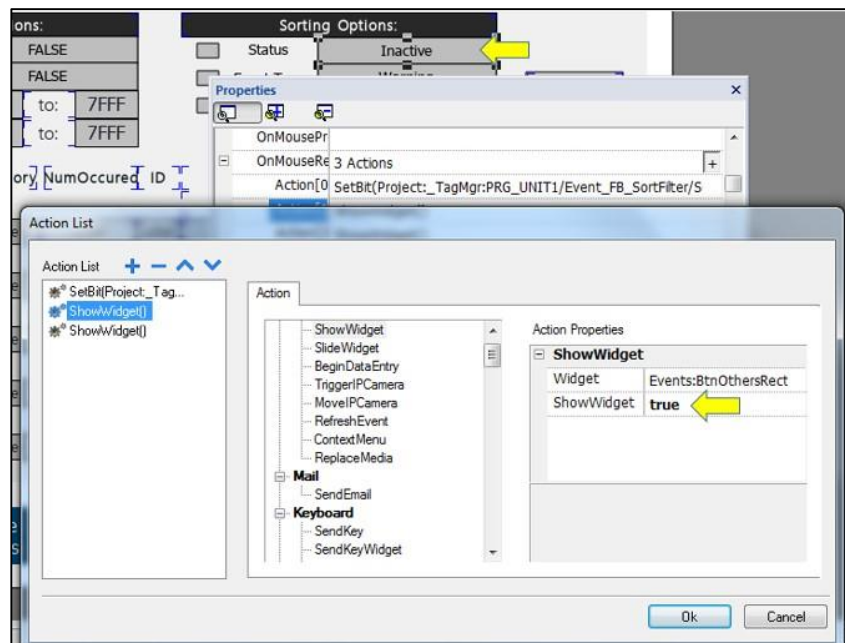 ons:
Sorting Options:
FALSE
Status
Inactive
FALSE
to: 7FFF
to: 7FFF
Properties
OnMousePr
ory NumOccured ID
OnMouseRe 3 Actions
Action[0 SetBit(Project:_TagMgr:PRG_UNIT1/Event_FB_SortFilter/S
Action List
Action List
SetBit(Project:_Tag...
ShowWidget()
ShowWidget()
Action
ShowWidget
SlideWidget
BeginDataEntry
TriggerIPCamera
MoveIPCamera
RefreshEvent
ContextMenu
ReplaceMedia
Mail
SendEmail
Keyboard
SendKey
SendKeyWidget
Action Properties
ShowWidget
Widget Events:BtnOthersRect
ShowWidget true
Ok Cancel